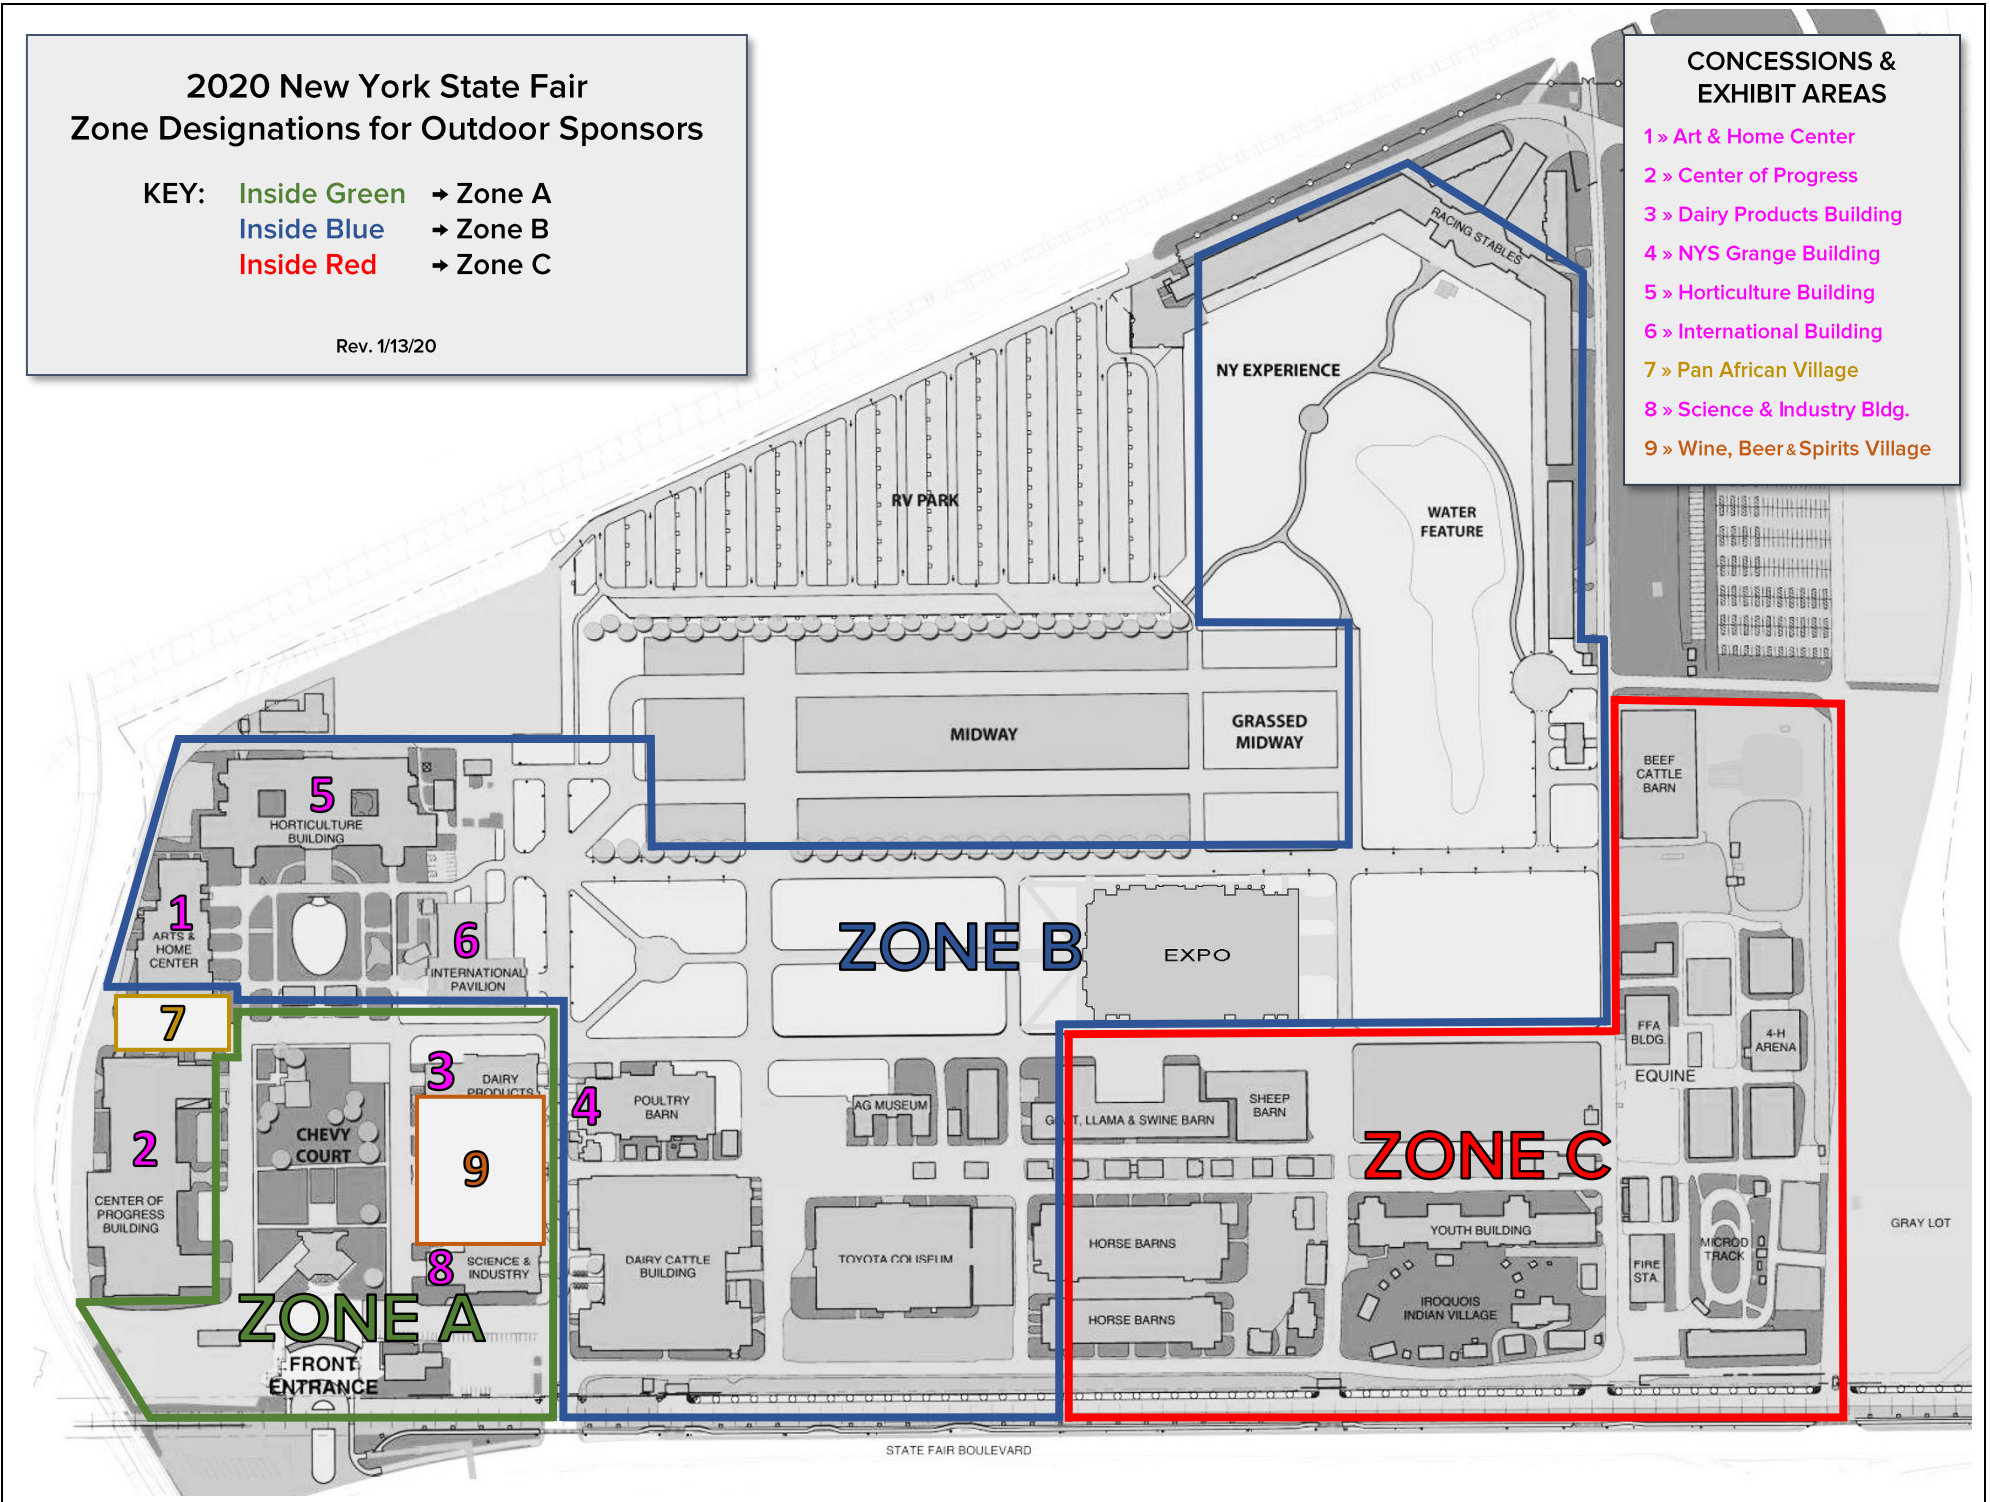 2020 New York State Fair
Zone Designations for Outdoor Sponsors
KEY: Inside Green → Zone A
Inside Blue → Zone B
Inside Red → Zone C
Rev. 1/13/20
CONCESSIONS &
EXHIBIT AREAS
1 » Art & Home Center
2 » Center of Progress
3 » Dairy Products Building
4 » NYS Grange Building
5 » Horticulture Building
6 » International Building
7 » Pan African Village
8 » Science & Industry Bldg.
9 » Wine, Beer & Spirits Village
RACING STABLES
NY EXPERIENCE
RV PARK
WATER
FEATURE
MIDWAY
GRASSED
MIDWAY
BEEF
CATTLE
BARN
5
HORTICULTURE
BUILDING
1
ARTS &
HOME
CENTER
6
INTERNATIONAL
PAVILION
ZONE B
EXPO
7
FFA
BLDG.
4-H
ARENA
EQUINE
3
DAIRY
PRODUCTS
4
POULTRY
BARN
AG MUSEUM
GOAT, LLAMA & SWINE BARN
SHEEP
BARN
CHEVY
COURT
2
CENTER OF
PROGRESS
BUILDING
9
ZONE C
8
SCIENCE &
INDUSTRY
DAIRY CATTLE
BUILDING
TOYOTA COLISEUM
HORSE BARNS
HORSE BARNS
YOUTH BUILDING
IROQUOIS
INDIAN VILLAGE
FIRE
STA.
MICROD
TRACK
GRAY LOT
ZONE A
FRONT
ENTRANCE
STATE FAIR BOULEVARD